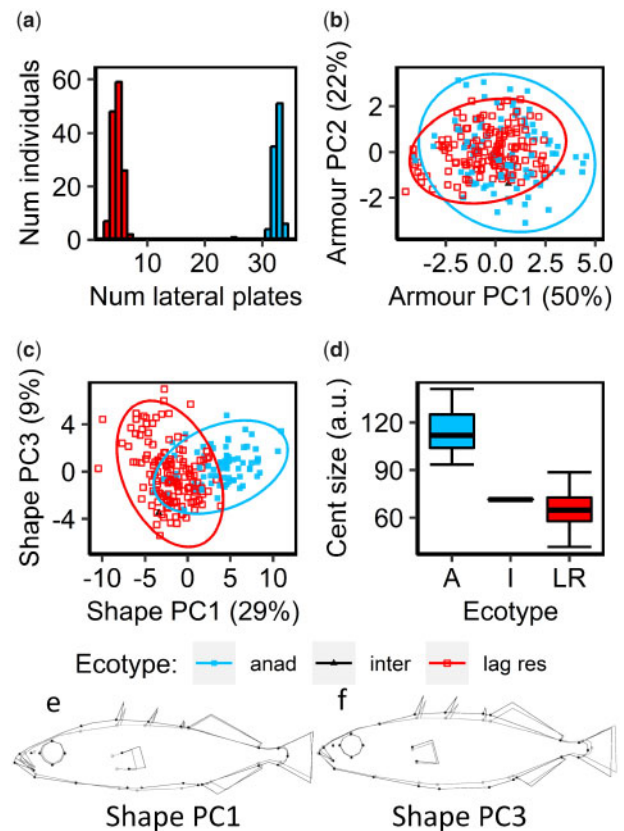 (a)
Num individuals
60
40
20
0
10 20 30
Num lateral plates
(b)
Armour PC2 (22%)
2
0
-2
-2.5 0.0 2.5 5.0
Armour PC1 (50%)
(c)
Shape PC3 (9%)
4
0
-4
-10 -5 0 5 10
Shape PC1 (29%)
(d)
Cent size (a.u.)
120
90
60
A I LR
Ecotype
Ecotype: anad inter lag res
e
Shape PC1
f
Shape PC3